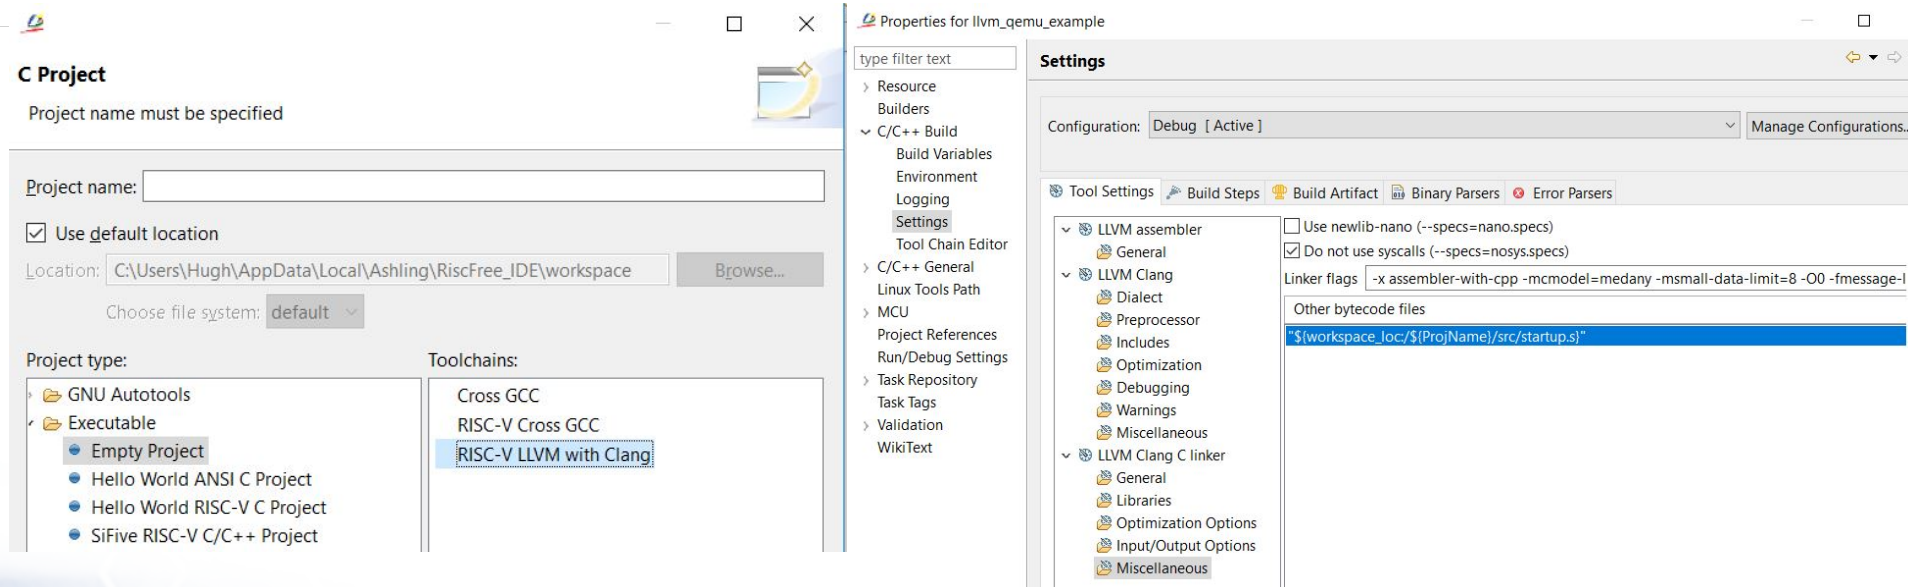 C Project
Project name must be specified
Project name:
Use default location
Location: C:\Users\Hugh\AppData\Local\Ashling\RiscFree_IDE\workspace Browse...
Choose file system: default
Project type:
GNU Autotools
Executable
Empty Project
Hello World ANSI C Project
Hello World RISC-V C Project
SiFive RISC-V C/C++ Project
Toolchains:
Cross GCC
RISC-V Cross GCC
RISC-V LLVM with Clang
Properties for llvm_qemu_example
type filter text
Resource
Builders
C/C++ Build
Build Variables
Environment
Logging
Settings
Tool Chain Editor
C/C++ General
Linux Tools Path
MCU
Project References
Run/Debug Settings
Task Repository
Task Tags
Validation
WikiText
Settings
Configuration: Debug [ Active ] Manage Configurations..
Tool Settings Build Steps Build Artifact Binary Parsers Error Parsers
LLVM assembler
General
LLVM Clang
Dialect
Preprocessor
Includes
Optimization
Debugging
Warnings
Miscellaneous
LLVM Clang C linker
General
Libraries
Optimization Options
Input/Output Options
Miscellaneous
Use newlib-nano (--specs=nano.specs)
Do not use syscalls (--specs=nosys.specs)
Linker flags -x assembler-with-cpp -mcmodel=medany -msmall-data-limit=8 -O0 -fmessage-l
Other bytecode files
"${workspace_loc:/${ProjName}/src/startup.s}"